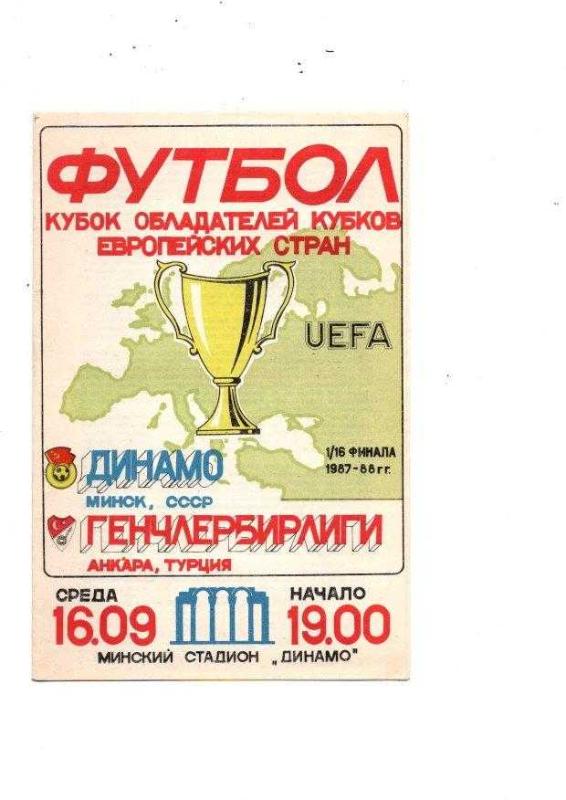 ФУТБОЛ
КУБОК ОБЛАДАТЕЛЕЙ КУБКОВ
ЕВРОПЕЙСКИХ СТРАН
UEFA
1/16 ФИНАЛА
1987-88 гг.
ДИНАМО
МИНСК, СССР
ГЕНЧЛЕРБИРЛИГИ
АНКАРА, ТУРЦИЯ
СРЕДА
16.09
НАЧАЛО
19.00
МИНСКИЙ СТАДИОН „ДИНАМО"